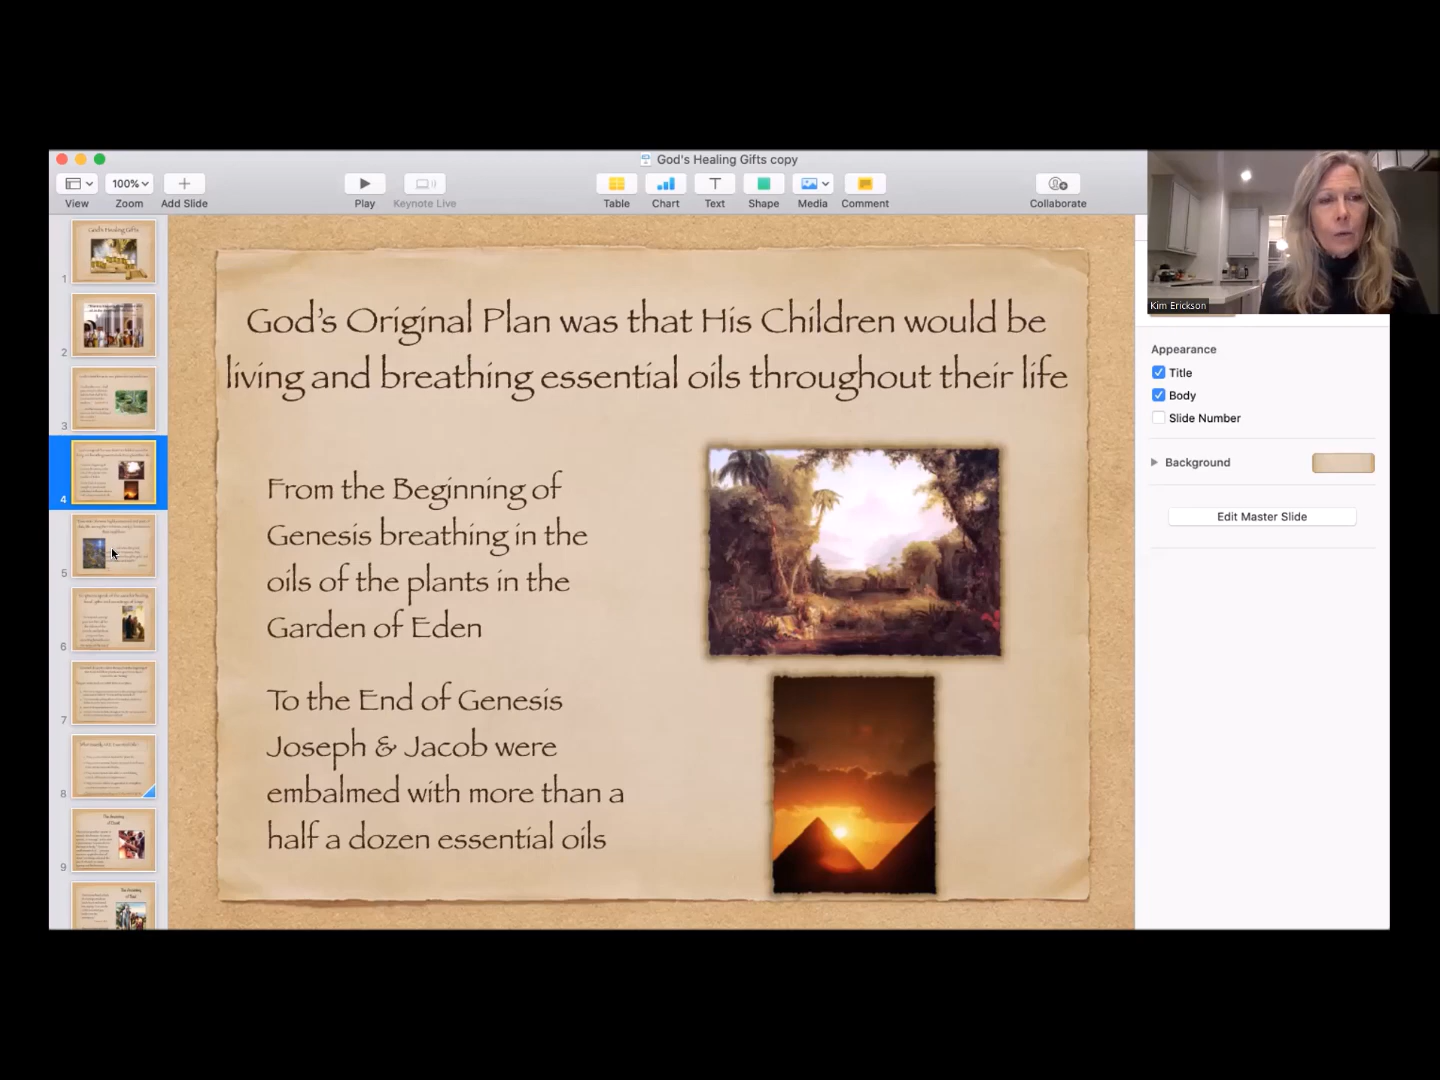 God's Healing Gifts copy
View
100%
Zoom
Add Slide
Play
Keynote Live
Table
Chart
Text
Shape
Media
Comment
Collaborate
Kim Erickson
God's Healing Gifts
1
2
3
4
5
6
7
8
9
God's Original Plan was that His Children would be
living and breathing essential oils throughout their life
From the Beginning of
Genesis breathing in the
oils of the plants in the
Garden of Eden
To the End of Genesis
Joseph & Jacob were
embalmed with more than a
half a dozen essential oils
Appearance
Title
Body
Slide Number
Background
Edit Master Slide